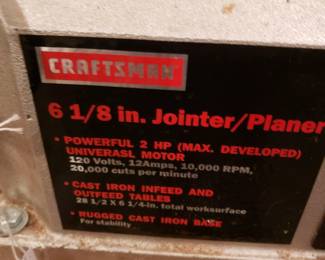 CRAFTSMAN
6 1/8 in. Jointer/Planer
• POWERFUL 2 HP (MAX. DEVELOPED)
UNIVERASL MOTOR
120 Volts, 12Amps, 10,000 RPM,
20,000 cuts per minute
• CAST IRON INFEED AND
OUTFEED TABLES
28 1/2 X 6 1/4-in. total worksurface
• RUGGED CAST IRON BASE
For stability